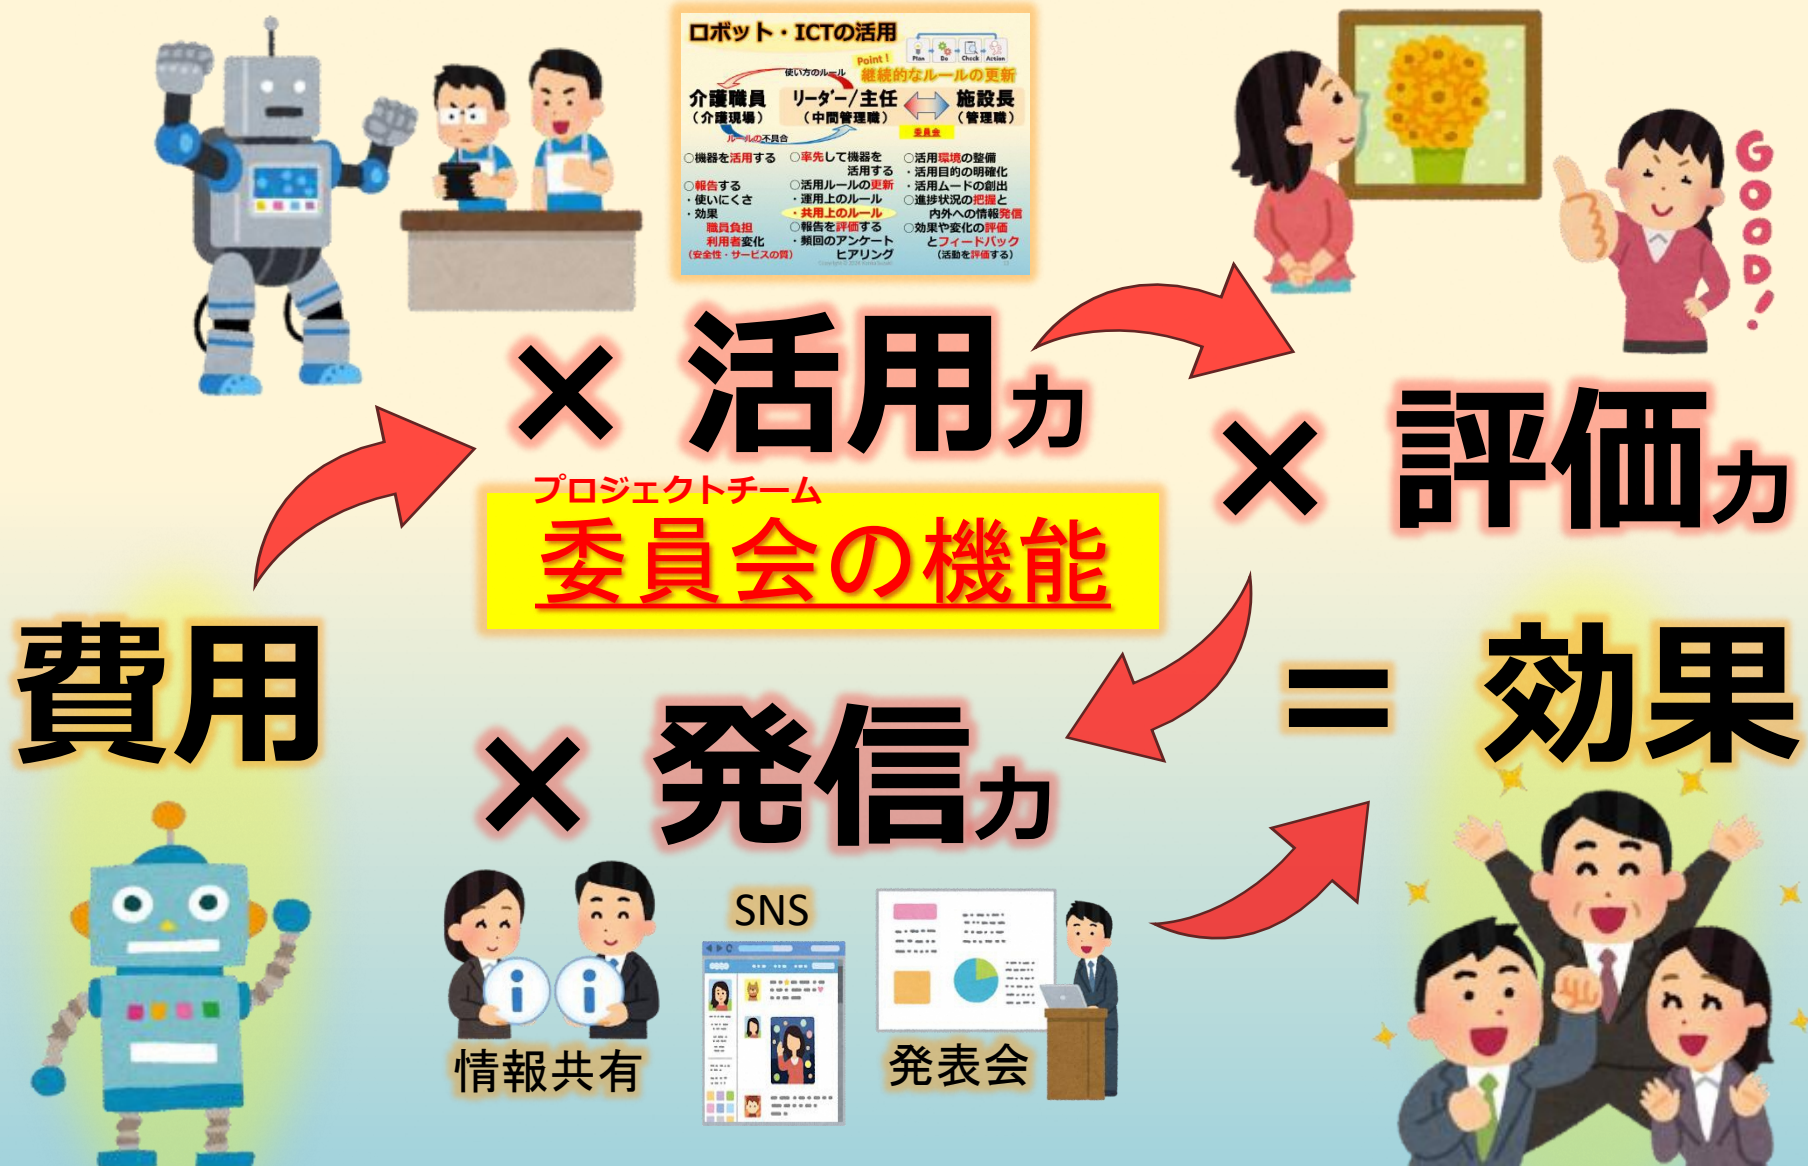 ロボット・ICTの活用
Plan Do Check Action
Point !
継続的なルールの更新
使い方のルール
介護職員 リーダー/主任 施設長
（介護現場） （中間管理職） （管理職）
委員会
ルールの不具合
○機器を活用する
○報告する
・使いにくさ
・効果
職員負担
利用者変化
（安全性・サービスの質）
○率先して機器を
活用する
○活用ルールの更新
・運用上のルール
・共用上のルール
○報告を評価する
・頻回のアンケート
ヒアリング
○活用環境の整備
・活用目的の明確化
・活用ムードの創出
○進捗状況の把握と
内外への情報発信
○効果や変化の評価
とフィードバック
（活動を評価する）
GOOD!
× 活用力
× 評価力
プロジェクトチーム
委員会の機能
費用
× 発信力
＝ 効果
情報共有
SNS
発表会